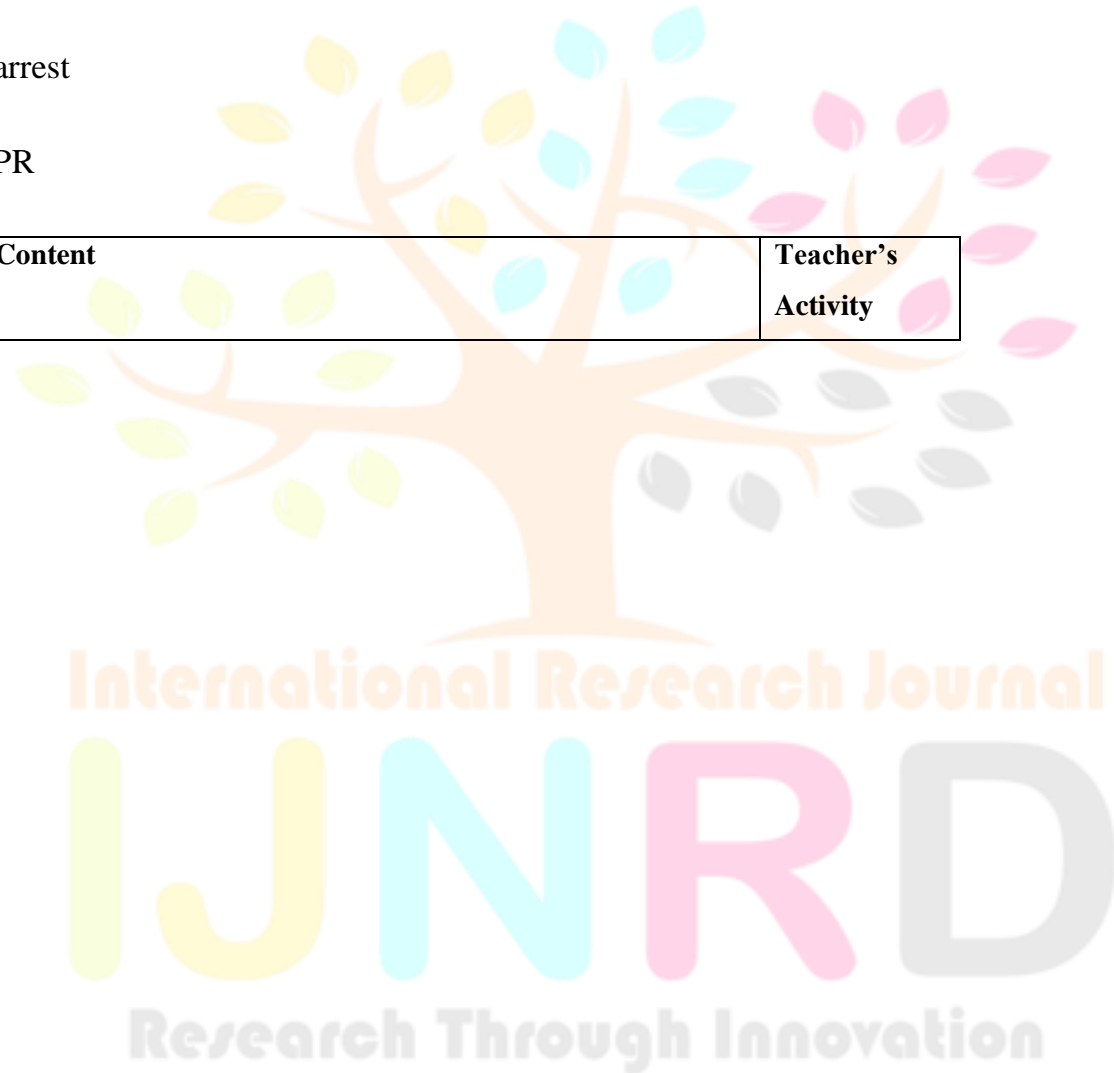 arrest
PR
Content Teacher's
Activity
International Research Journal
IJNRD
Research Through Innovation